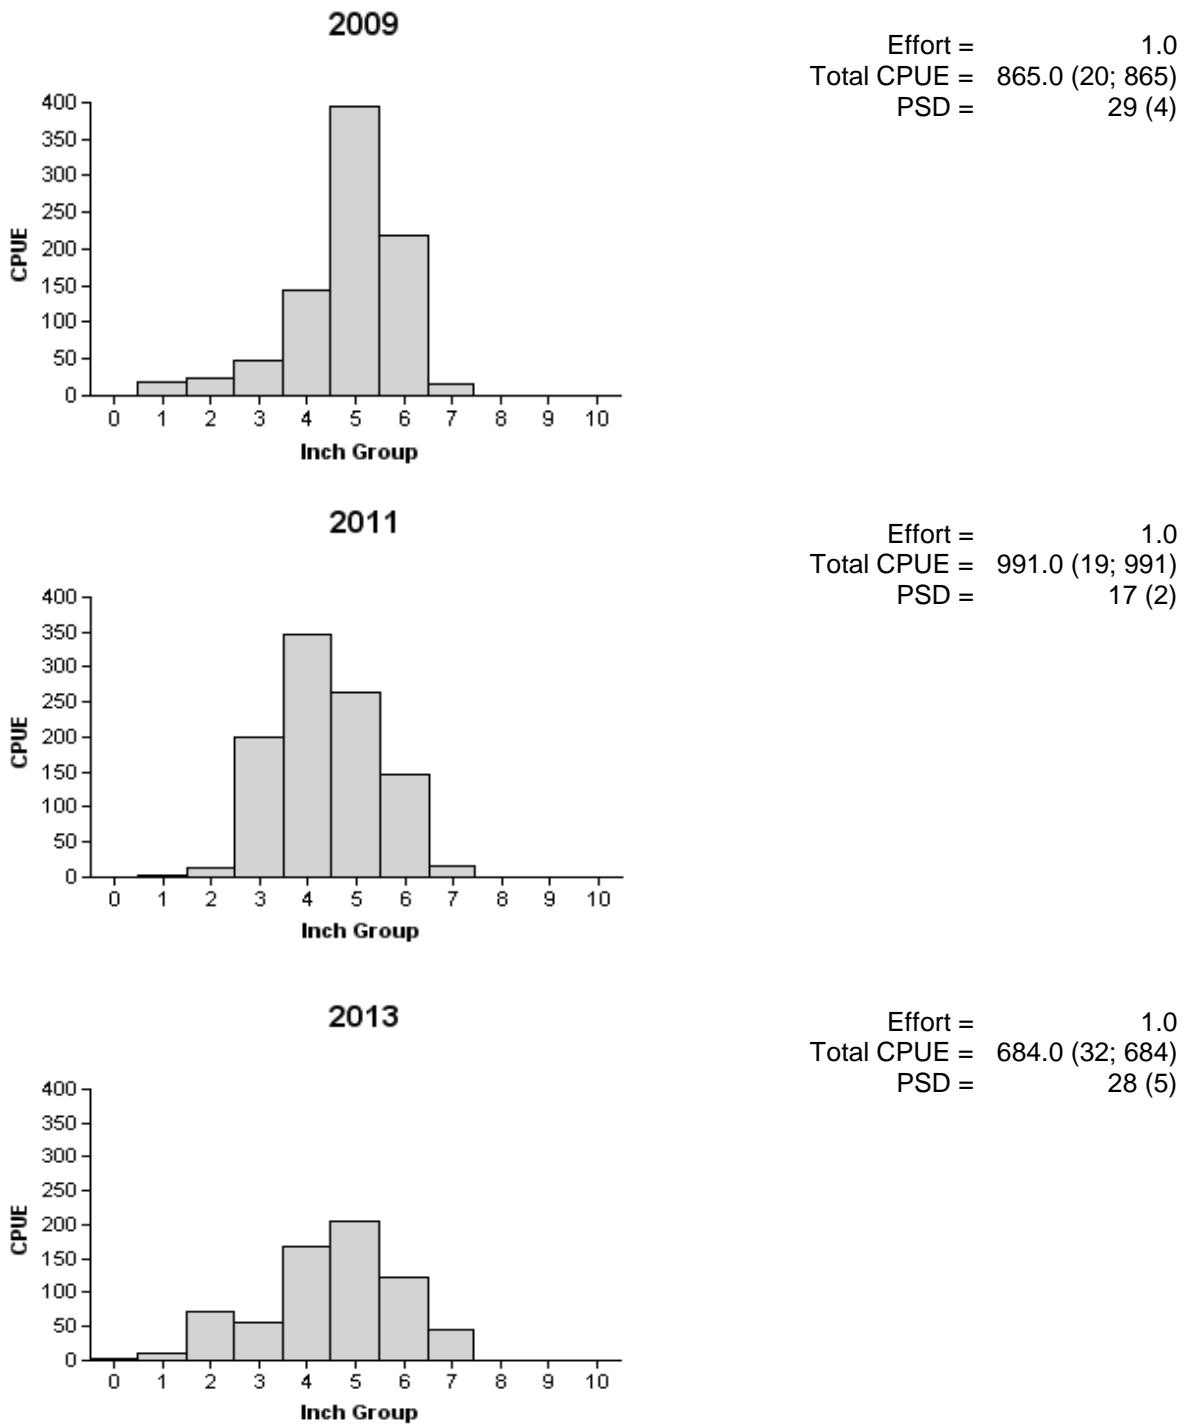 2009
Effort = 1.0
Total CPUE = 865.0 (20; 865)
PSD = 29 (4)
400
350
300
250
200
150
100
50
0
CPUE
0 1 2 3 4 5 6 7 8 9 10
Inch Group
2011
Effort = 1.0
Total CPUE = 991.0 (19; 991)
PSD = 17 (2)
400
350
300
250
200
150
100
50
0
CPUE
0 1 2 3 4 5 6 7 8 9 10
Inch Group
2013
Effort = 1.0
Total CPUE = 684.0 (32; 684)
PSD = 28 (5)
400
350
300
250
200
150
100
50
0
CPUE
0 1 2 3 4 5 6 7 8 9 10
Inch Group